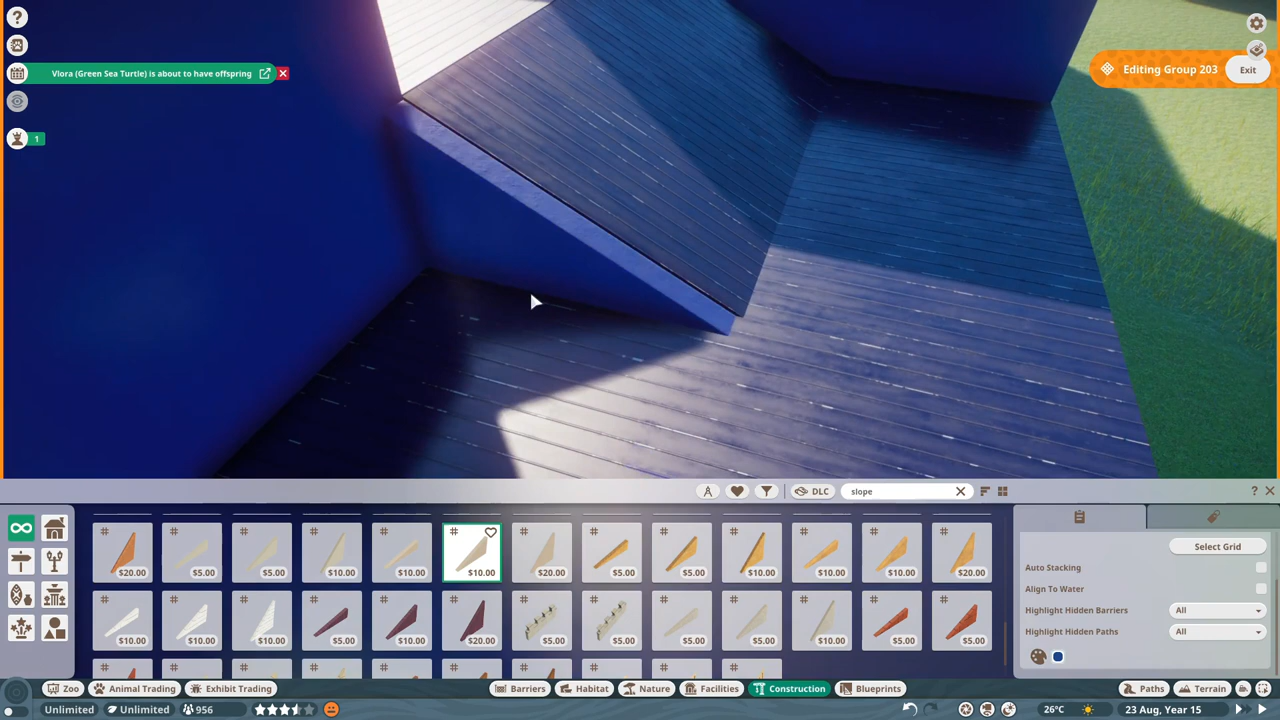 ?
Vlora (Green Sea Turtle) is about to have offspring
Editing Group 203
Exit
1
DLC
slope
?
$20.00
$5.00
$5.00
$10.00
$10.00
$10.00
$20.00
$5.00
$5.00
$10.00
$10.00
$10.00
$20.00
$10.00
$10.00
$10.00
$5.00
$10.00
$20.00
$5.00
$5.00
$5.00
$5.00
$10.00
$5.00
$5.00
Select Grid
Auto Stacking
Align To Water
Highlight Hidden Barriers
All
Highlight Hidden Paths
All
Zoo
Animal Trading
Exhibit Trading
Barriers
Habitat
Nature
Facilities
Construction
Blueprints
Paths
Terrain
Unlimited
Unlimited
956
26°C
23 Aug, Year 15